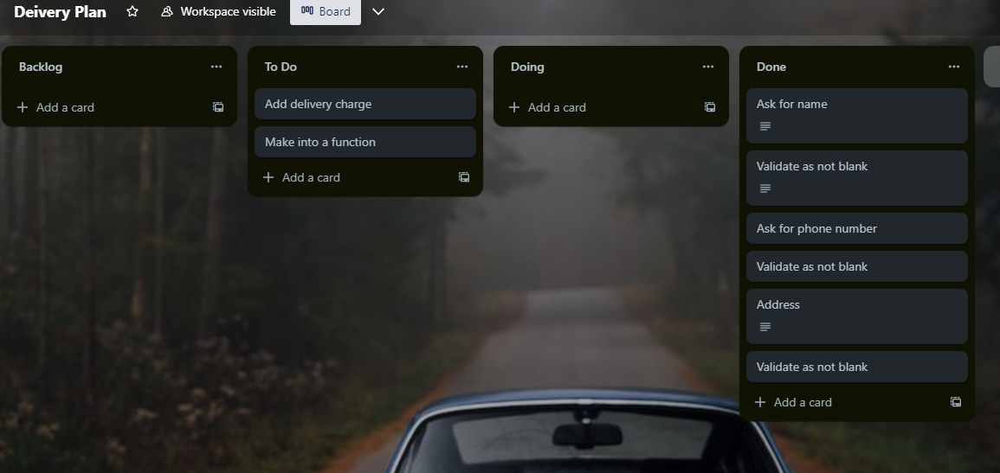 Deivery Plan Workspace visible Board
Backlog
Add a card
To Do
Add delivery charge
Make into a function
Add a card
Doing
Add a card
Done
Ask for name
Validate as not blank
Ask for phone number
Validate as not blank
Address
Validate as not blank
Add a card